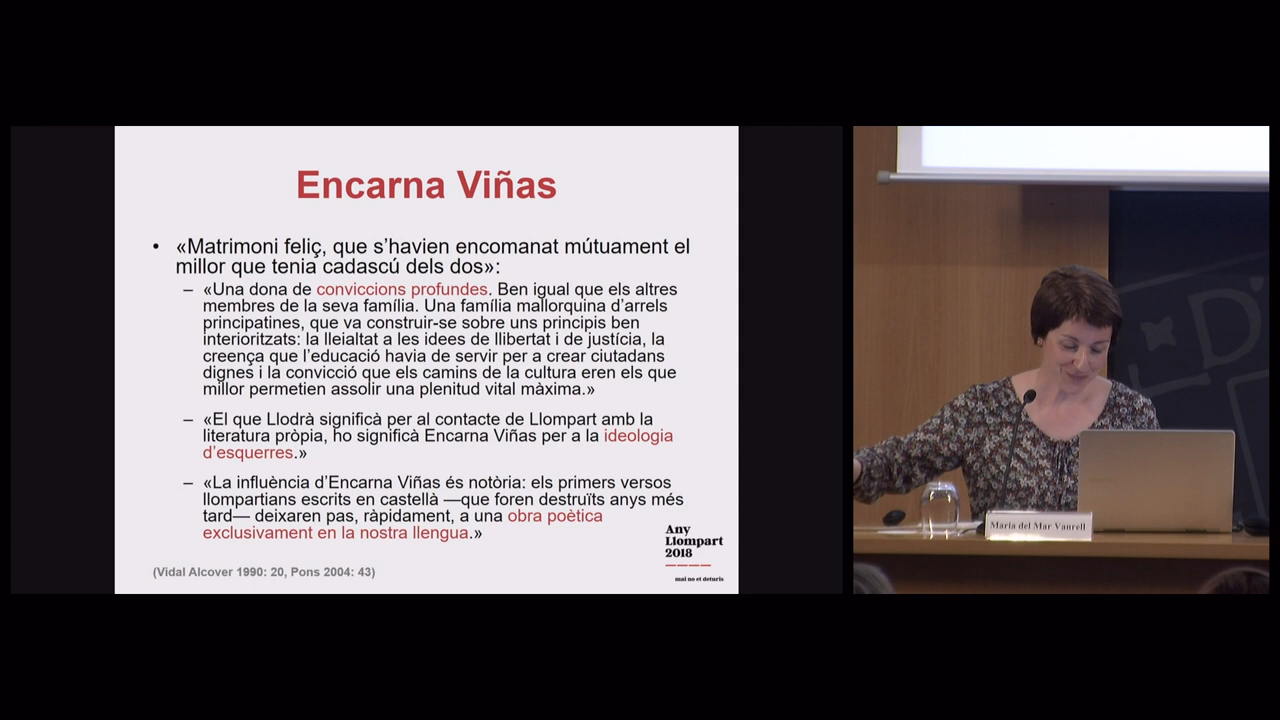 Encarna Viñas
• «Matrimoni feliç, que s’havien encomanat mútuament el
millor que tenia cadascú dels dos»:
– «Una dona de conviccions profundes. Ben igual que els altres
membres de la seva família. Una família mallorquina d’arrels
principatines, que va construir-se sobre uns principis ben
interioritzats: la lleialtat a les idees de llibertat i de justícia, la
creença que l’educació havia de servir per a crear ciutadans
dignes i la convicció que els camins de la cultura eren els que
millor permetien assolir una plenitud vital màxima.»
– «El que Llodrà significà per al contacte de Llompart amb la
literatura pròpia, ho significà Encarna Viñas per a la ideologia
d’esquerres.»
– «La influència d’Encarna Viñas és notòria: els primers versos
llompartians escrits en castellà —que foren destruïts anys més
tard— deixaren pas, ràpidament, a una obra poètica
exclusivament en la nostra llengua.»
(Vidal Alcover 1990: 20, Pons 2004: 43)
Any
Llompart
2018
mai no et deturis
Maria del Mar Vanrell
D'